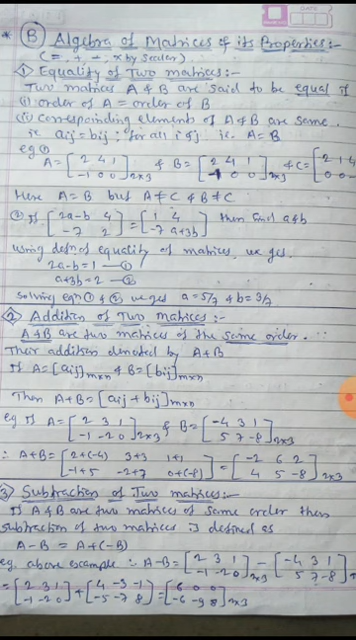 * (B) Algebra of Matrices & its Properties:-
(=, +, -, x by scalar)
① Equality of Two matrices:-
Two matrices A & B are said to be equal if
(i) order of A = order of B
(ii) corresponding elements of A & B are same.
ie aij = bij ; for all i & j ie. A = B
eg ①
A = [2 4 1 / -1 0 0]2x3 & B = [2 4 1 / -1 0 0]2x3 & C = [2 1 4 / 0 0
Here A = B but A ≠ C & B ≠ C
② If [2a-b 4 / -7 2] = [1 4 / -7 a+3b] then find a & b
using defn of equality of matrices, we get.
2a-b = 1 — ①
a+3b = 2 — ②
solving eqn ① & ② we get a = 5/7 & b = 3/7
② Addition of Two matrices:-
A & B are two matrices of the same order.
Their addition denoted by A+B
If A = [aij]mxn & B = [bij]mxn
Then A+B = [aij + bij]mxn
eg If A = [2 3 1 / -1 -2 0]2x3 & B = [-4 3 1 / 5 7 -8]2x3
∴ A+B = [2+(-4) 3+3 1+1 / -1+5 -2+7 0+(-8)] = [-2 6 2 / 4 5 -8]2x3
③ Subtraction of Two matrices:-
If A & B are two matrices of same order then
subtraction of two matrices is defined as
A-B = A+(-B)
eg. above example ∴ A-B = [2 3 1 / -1 -2 0]2x3 - [-4 3 1 / 5 7 -8]
= [2 3 1 / -1 -2 0] + [4 -3 -1 / -5 -7 8] = [6 0 0 / -6 -9 8]2x3